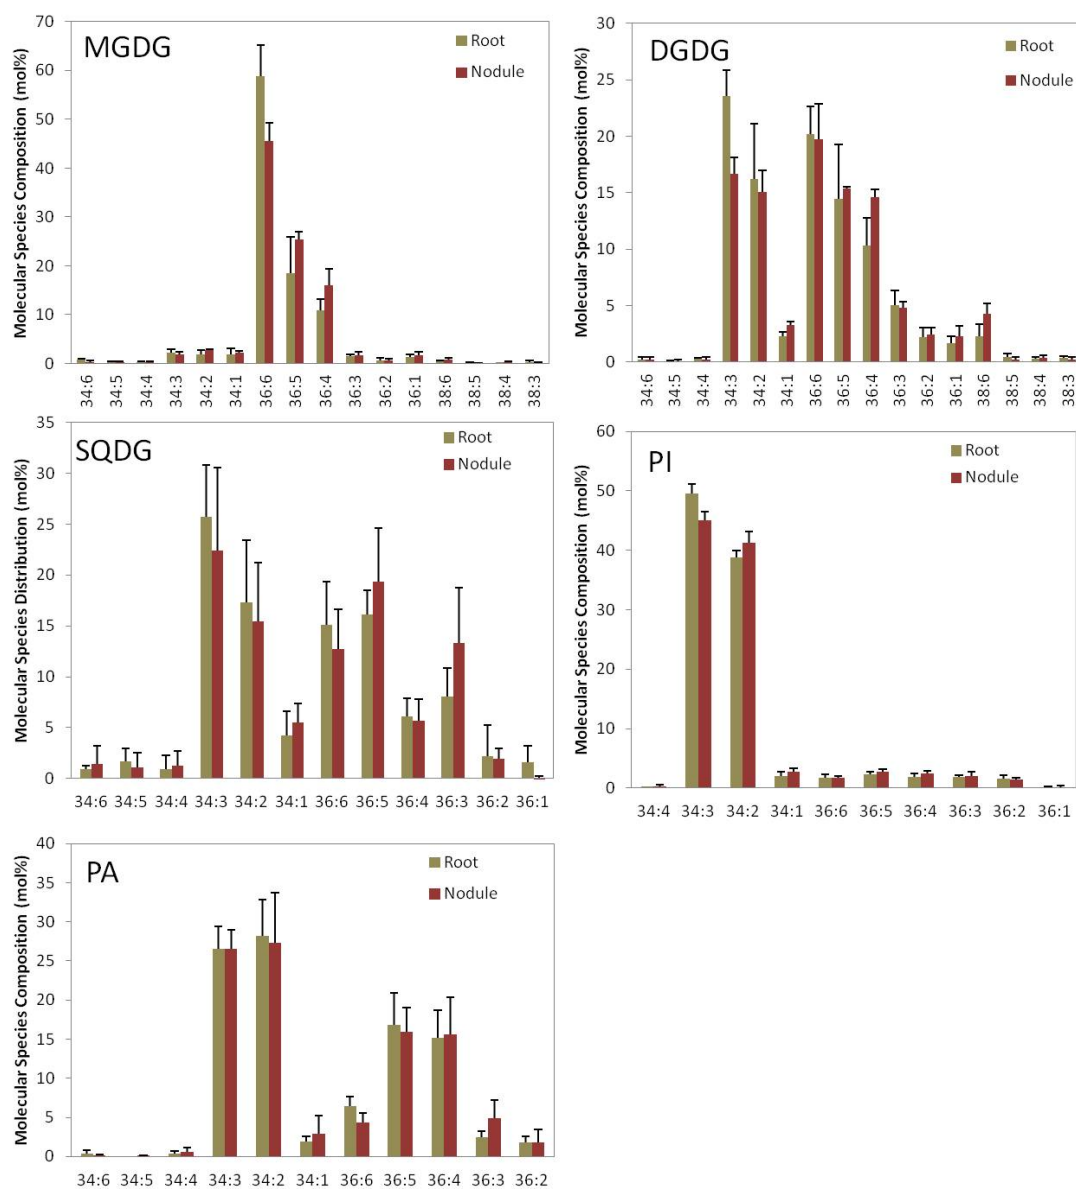 MGDG
Root
Nodule
Molecular Species Composition (mol%)
70
60
50
40
30
20
10
0
34:6 34:5 34:4 34:3 34:2 34:1 36:6 36:5 36:4 36:3 36:2 36:1 38:6 38:5 38:4 38:3
DGDG
Root
Nodule
Molecular Species Composition (mol%)
30
25
20
15
10
5
0
34:6 34:5 34:4 34:3 34:2 34:1 36:6 36:5 36:4 36:3 36:2 36:1 38:6 38:5 38:4 38:3
SQDG
Root
Nodule
Molecular Species Distribution (mol%)
35
30
25
20
15
10
5
0
34:6 34:5 34:4 34:3 34:2 34:1 36:6 36:5 36:4 36:3 36:2 36:1
PI
Root
Nodule
Molecular Species Composition (mol%)
60
50
40
30
20
10
0
34:4 34:3 34:2 34:1 36:6 36:5 36:4 36:3 36:2 36:1
PA
Root
Nodule
Molecular Species Composition (mol%)
40
35
30
25
20
15
10
5
0
34:6 34:5 34:4 34:3 34:2 34:1 36:6 36:5 36:4 36:3 36:2